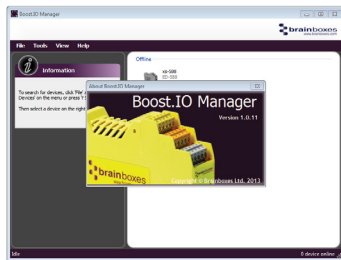 Boost.IO Manager
brainboxes
www.brainboxes.com
File Tools View Help
Offline
Information
To search for devices, click 'File'
Devices' on the menu or press
Then select a device on the right
About Boost.IO Manager
Boost.IO Manager
Version 1.0.11
brainboxes
Copyright © Brainboxes Ltd. 2013
Idle
0 device online